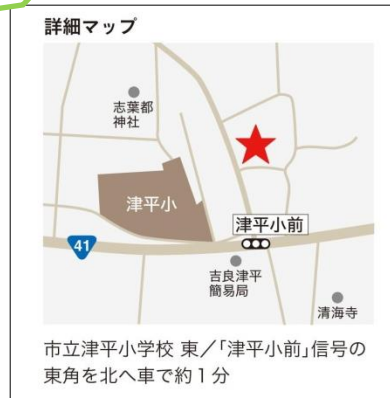 詳細マップ
志葉都
神社
津平小
津平小前
41
吉良津平
簡易局
清海寺
市立津平小学校 東／「津平小前」信号の
東角を北へ車で約１分